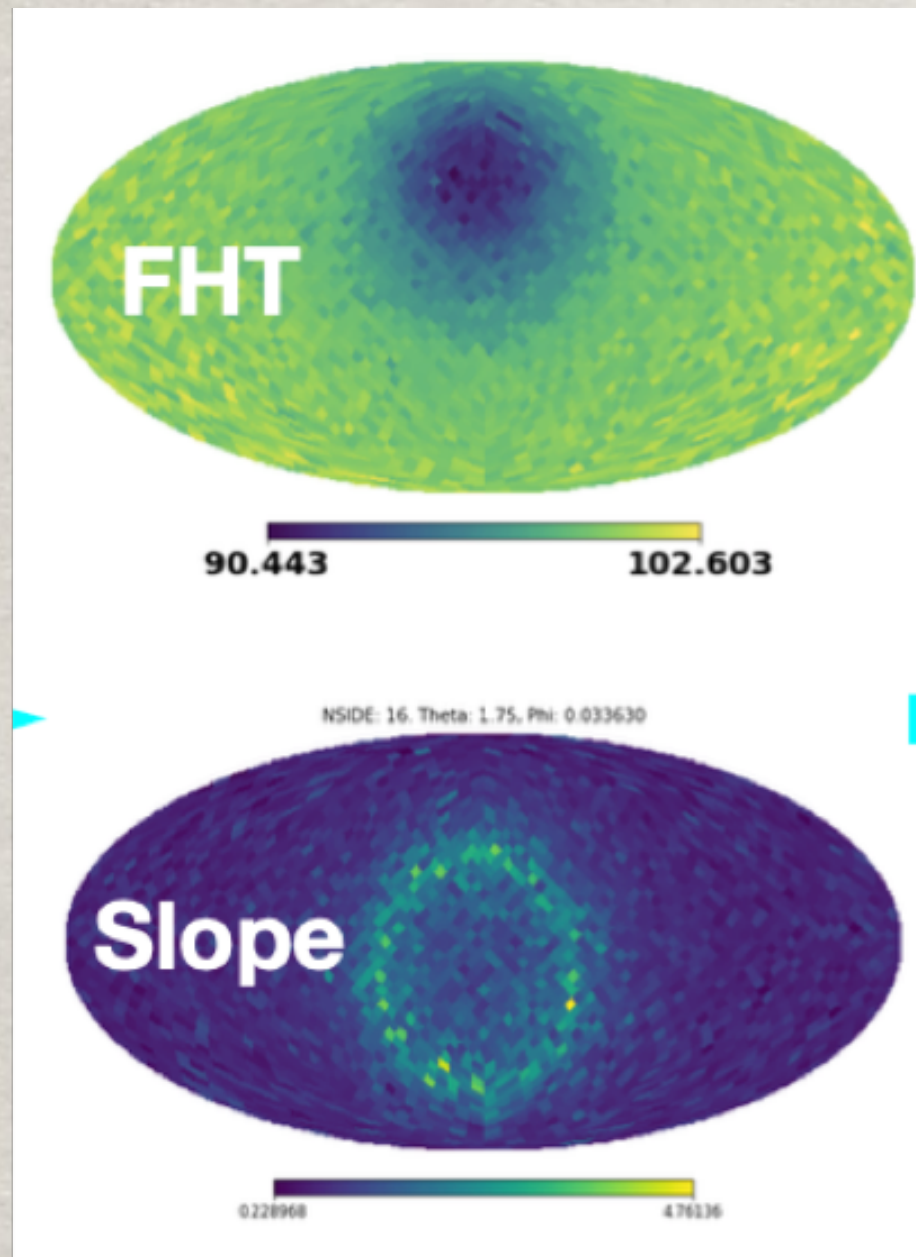 FHT
90.443 102.603
NSIDE: 16. Theta: 1.75, Phi: 0.033630
Slope
0.228968 4.76136